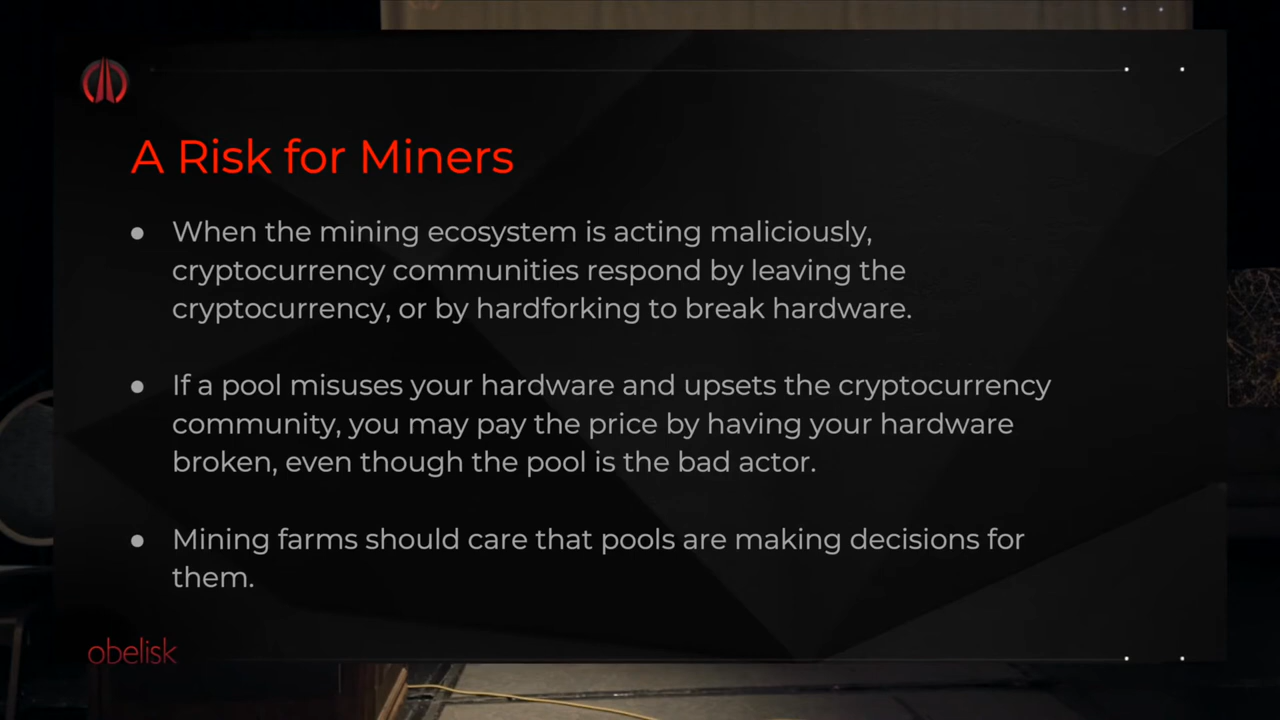 A Risk for Miners
● When the mining ecosystem is acting maliciously,
cryptocurrency communities respond by leaving the
cryptocurrency, or by hardforking to break hardware.
● If a pool misuses your hardware and upsets the cryptocurrency
community, you may pay the price by having your hardware
broken, even though the pool is the bad actor.
● Mining farms should care that pools are making decisions for
them.
obelisk